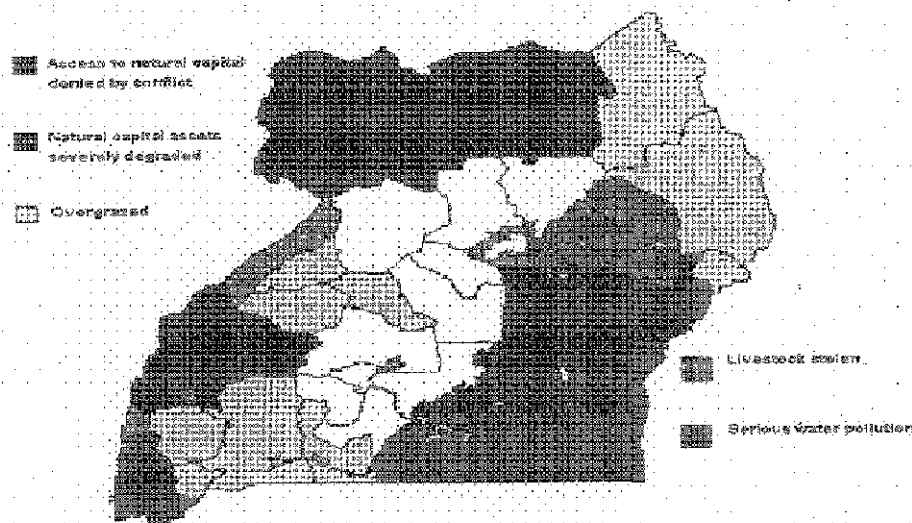 Access to natural capital
denied by conflict
Natural capital assets
severely degraded
Overgrazed
Livestock stolen
Serious water pollution